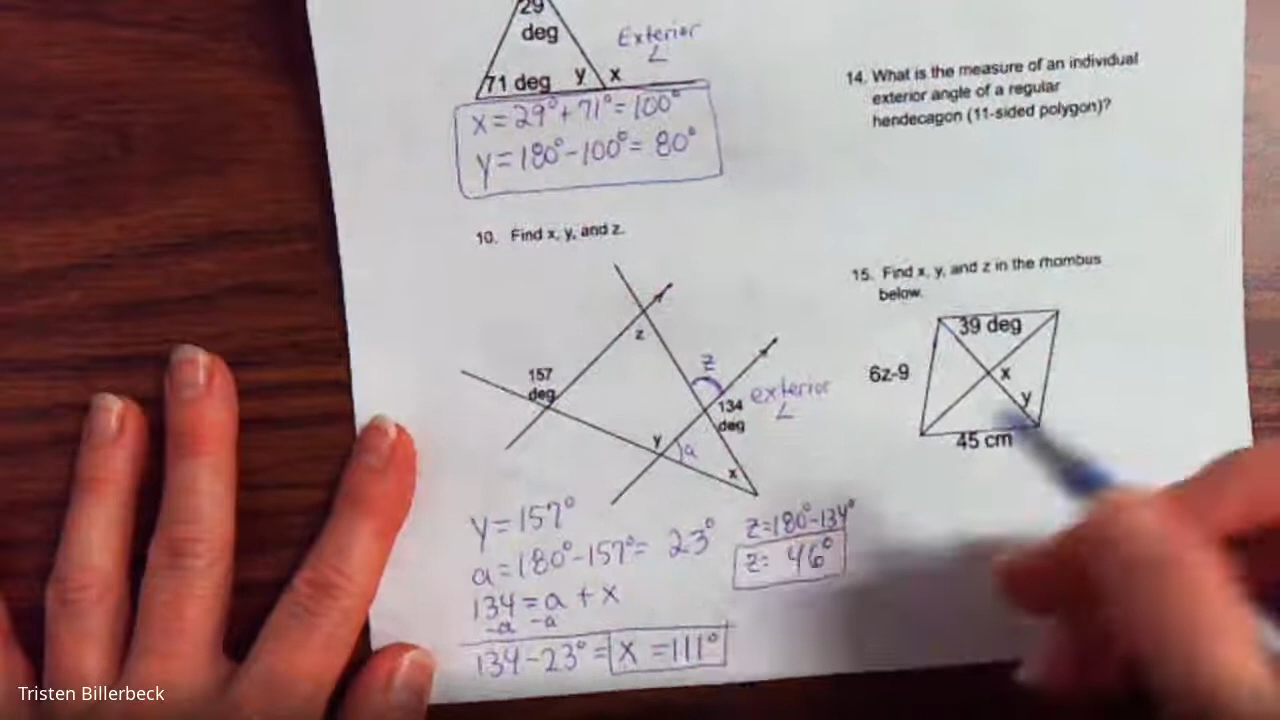 29
deg
Exterior
∠
71 deg y x
x = 29° + 71° = 100°
y = 180° - 100° = 80°
10. Find x, y, and z.
z
157
deg
z
134
deg
exterior
∠
y
a
x
y = 157°
a = 180° - 157° = 23°
134 = a + x
-a -a
134 - 23° = x = 111°
z = 180° - 134°
z = 46°
14. What is the measure of an individual
exterior angle of a regular
hendecagon (11-sided polygon)?
15. Find x, y, and z in the rhombus
below.
39 deg
6z-9
x
y
45 cm
Tristen Billerbeck